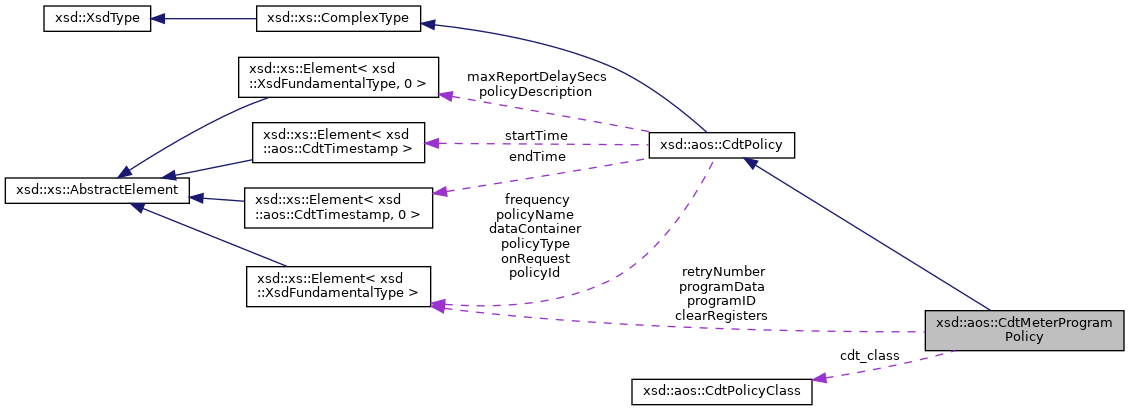 xsd::XsdType
xsd::xs::ComplexType
xsd::xs::Element< xsd
::XsdFundamentalType, 0 >
maxReportDelaySecs
policyDescription
xsd::xs::Element< xsd
::aos::CdtTimestamp >
startTime
xsd::aos::CdtPolicy
endTime
xsd::xs::AbstractElement
xsd::xs::Element< xsd
::aos::CdtTimestamp, 0 >
frequency
policyName
dataContainer
policyType
onRequest
policyId
xsd::xs::Element< xsd
::XsdFundamentalType >
retryNumber
programData
programID
clearRegisters
xsd::aos::CdtMeterProgram
Policy
cdt_class
xsd::aos::CdtPolicyClass